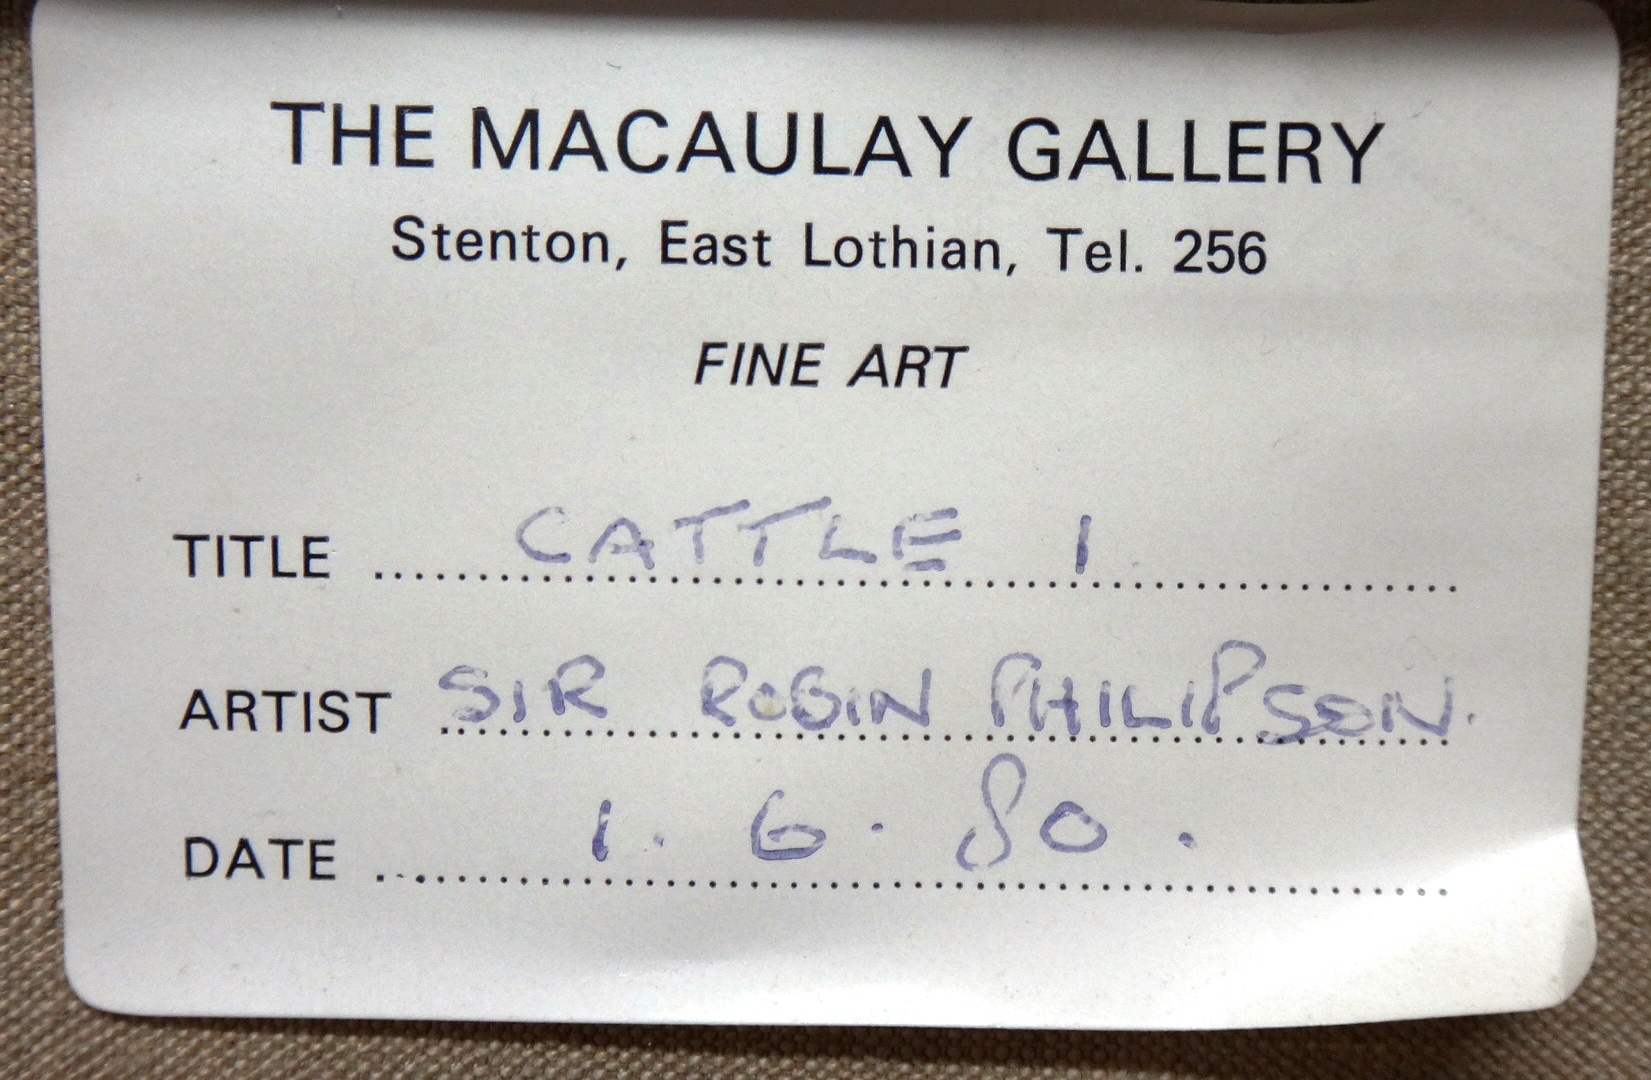 THE MACAULAY GALLERY
Stenton, East Lothian, Tel. 256
FINE ART
TITLE CATTLE 1
ARTIST SIR ROBIN PHILIPSON.
DATE 1. 6. 80.